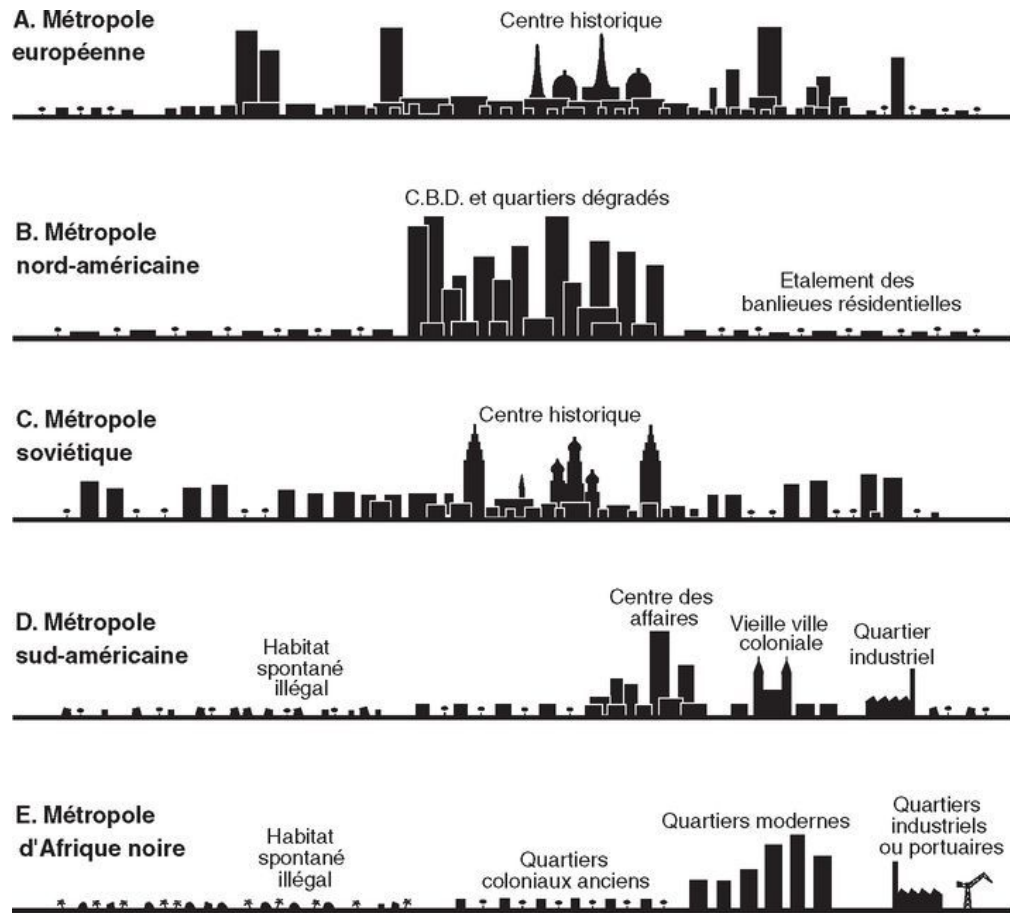 A. Métropole
européenne
Centre historique
B. Métropole
nord-américaine
C.B.D. et quartiers dégradés
Etalement des
banlieues résidentielles
C. Métropole
soviétique
Centre historique
D. Métropole
sud-américaine
Habitat
spontané
illégal
Centre des
affaires
Vieille ville
coloniale
Quartier
industriel
E. Métropole
d'Afrique noire
Habitat
spontané
illégal
Quartiers
coloniaux anciens
Quartiers modernes
Quartiers
industriels
ou portuaires